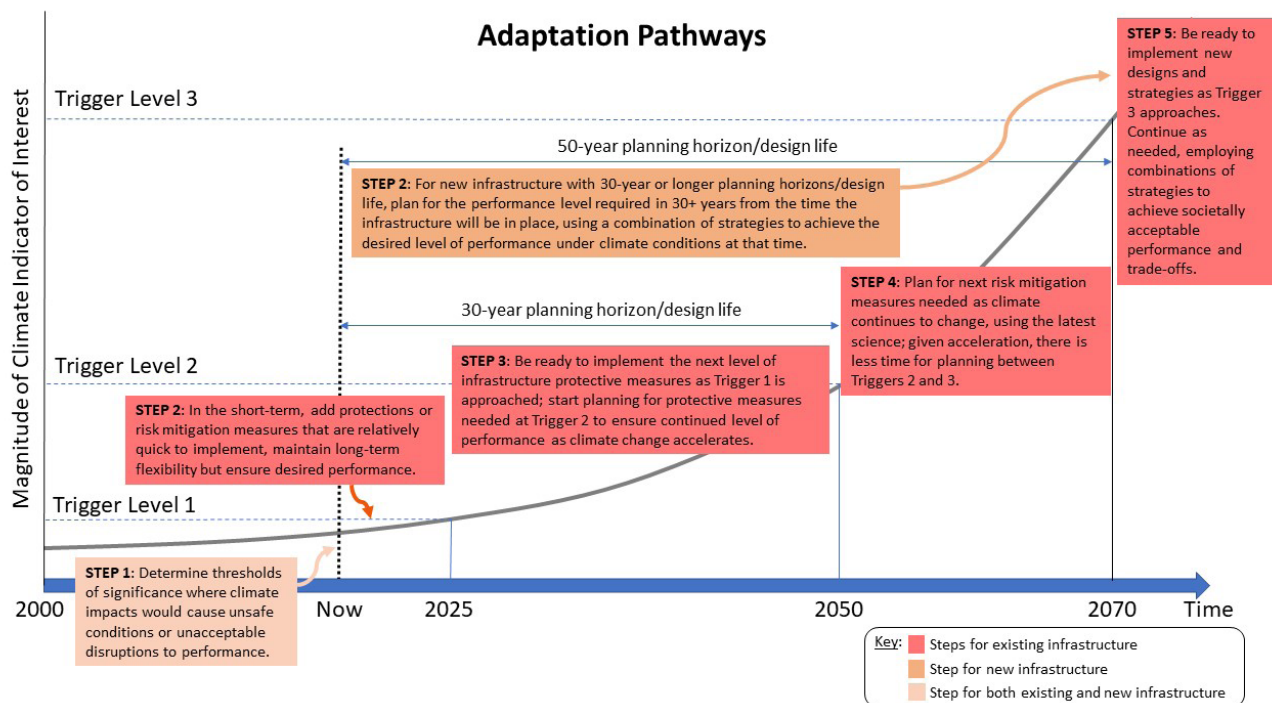 Adaptation Pathways
Magnitude of Climate Indicator of Interest
Trigger Level 3
50-year planning horizon/design life
STEP 2: For new infrastructure with 30-year or longer planning horizons/design
life, plan for the performance level required in 30+ years from the time the
infrastructure will be in place, using a combination of strategies to achieve the
desired level of performance under climate conditions at that time.
STEP 5: Be ready to
implement new
designs and
strategies as Trigger
3 approaches.
Continue as
needed, employing
combinations of
strategies to
achieve societally
acceptable
performance and
trade-offs.
30-year planning horizon/design life
STEP 4: Plan for next risk mitigation
measures needed as climate
continues to change, using the latest
science; given acceleration, there is
less time for planning between
Triggers 2 and 3.
Trigger Level 2
STEP 3: Be ready to implement the next level of
infrastructure protective measures as Trigger 1 is
approached; start planning for protective measures
needed at Trigger 2 to ensure continued level of
performance as climate change accelerates.
STEP 2: In the short-term, add protections or
risk mitigation measures that are relatively
quick to implement, maintain long-term
flexibility but ensure desired performance.
Trigger Level 1
STEP 1: Determine thresholds
of significance where climate
impacts would cause unsafe
conditions or unacceptable
disruptions to performance.
2000 Now 2025 2050 2070 Time
Key:
Steps for existing infrastructure
Step for new infrastructure
Step for both existing and new infrastructure